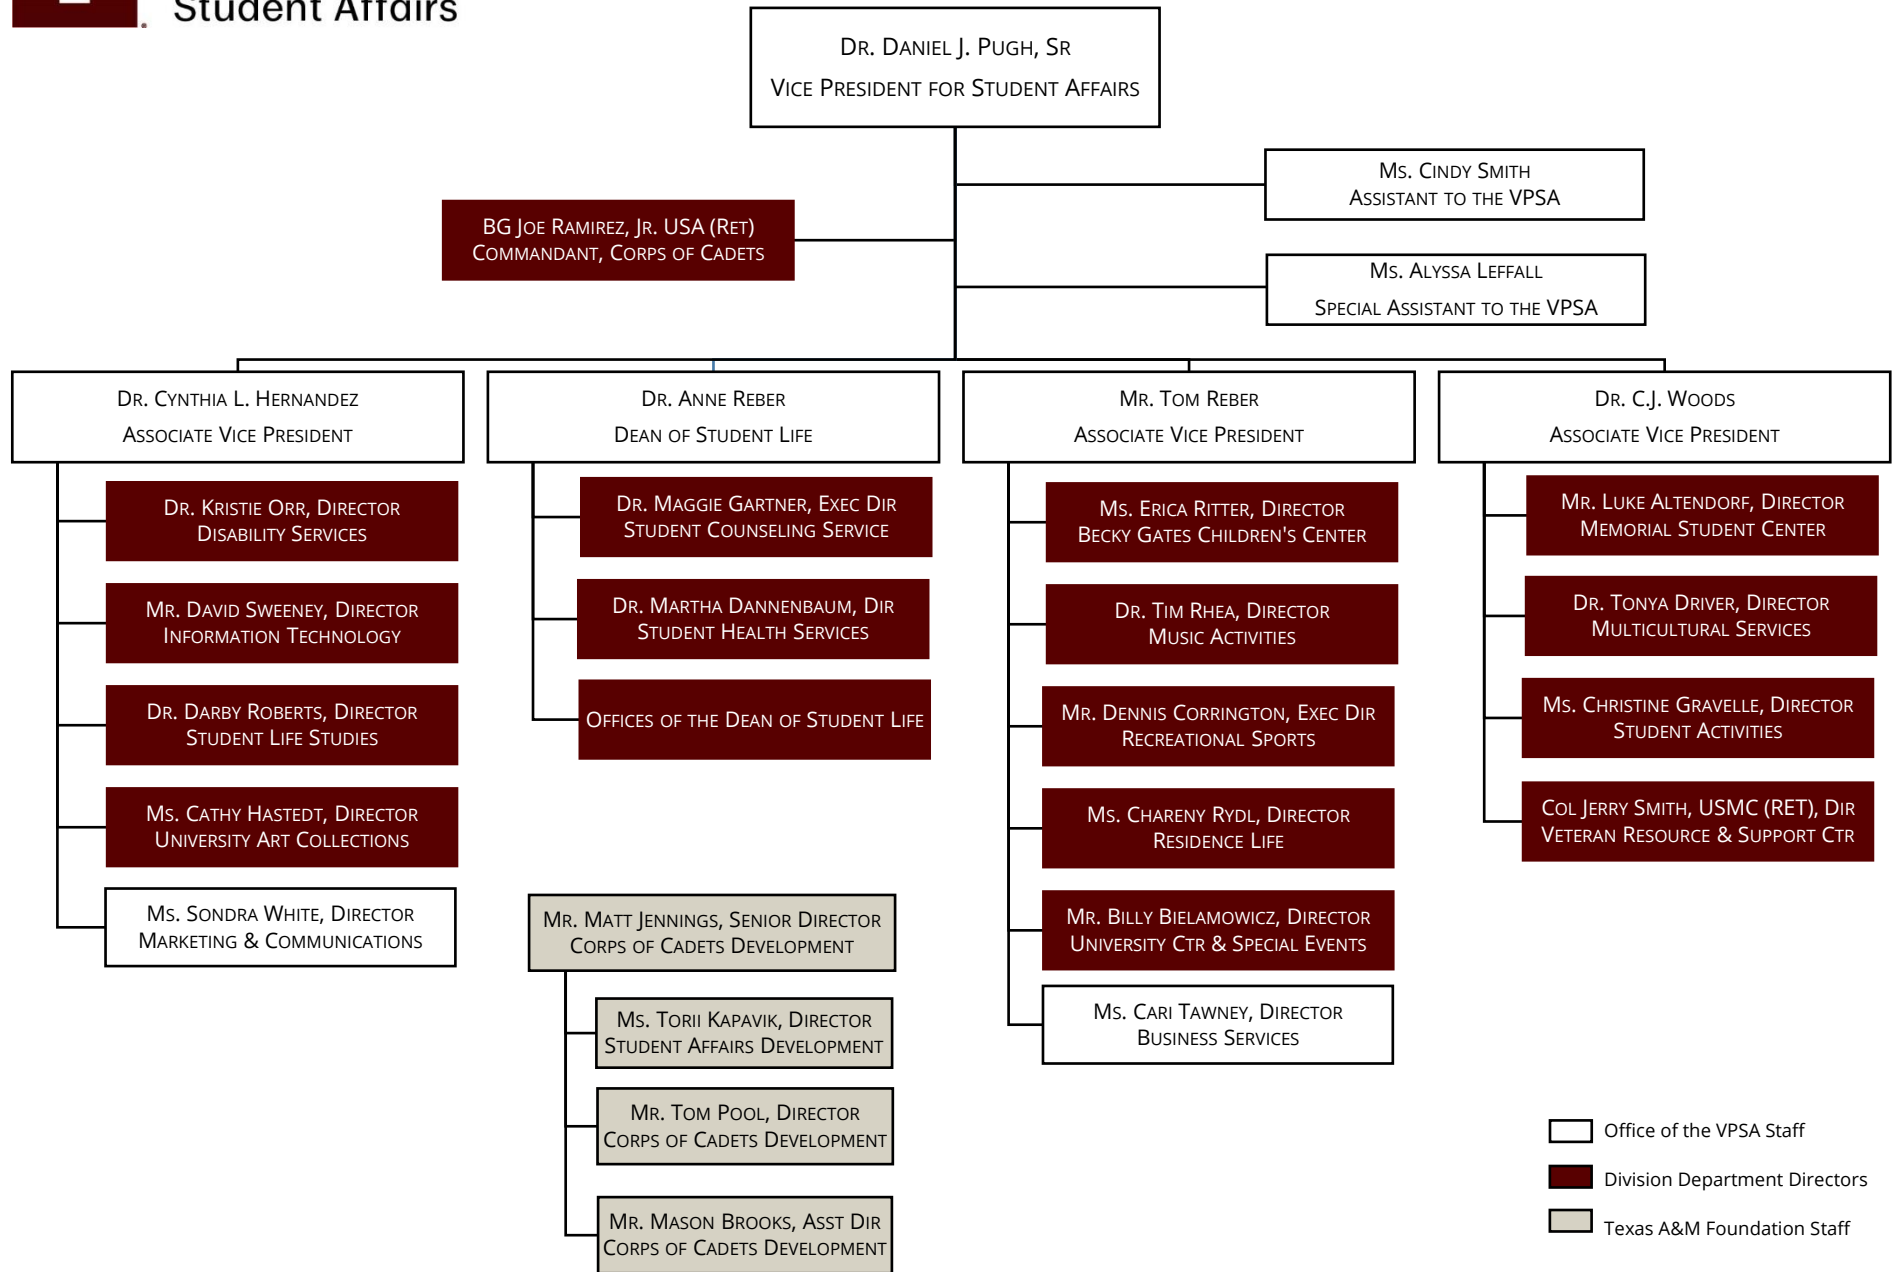 Student Affairs
Dr. Daniel J. Pugh, Sr
Vice President for Student Affairs
Ms. Cindy Smith
Assistant to the VPSA
BG Joe Ramirez, Jr. USA (Ret)
Commandant, Corps of Cadets
Ms. Alyssa Leffall
Special Assistant to the VPSA
Dr. Cynthia L. Hernandez
Associate Vice President
Dr. Kristie Orr, Director
Disability Services
Mr. David Sweeney, Director
Information Technology
Dr. Darby Roberts, Director
Student Life Studies
Ms. Cathy Hastedt, Director
University Art Collections
Ms. Sondra White, Director
Marketing & Communications
Dr. Anne Reber
Dean of Student Life
Dr. Maggie Gartner, Exec Dir
Student Counseling Service
Dr. Martha Dannenbaum, Dir
Student Health Services
Offices of the Dean of Student Life
Mr. Matt Jennings, Senior Director
Corps of Cadets Development
Ms. Torii Kapavik, Director
Student Affairs Development
Mr. Tom Pool, Director
Corps of Cadets Development
Mr. Mason Brooks, Asst Dir
Corps of Cadets Development
Mr. Tom Reber
Associate Vice President
Ms. Erica Ritter, Director
Becky Gates Children's Center
Dr. Tim Rhea, Director
Music Activities
Mr. Dennis Corrington, Exec Dir
Recreational Sports
Ms. Chareny Rydl, Director
Residence Life
Mr. Billy Bielamowicz, Director
University Ctr & Special Events
Ms. Cari Tawney, Director
Business Services
Dr. C.J. Woods
Associate Vice President
Mr. Luke Altendorf, Director
Memorial Student Center
Dr. Tonya Driver, Director
Multicultural Services
Ms. Christine Gravelle, Director
Student Activities
Col Jerry Smith, USMC (RET), Dir
Veteran Resource & Support Ctr
Office of the VPSA Staff
Division Department Directors
Texas A&M Foundation Staff